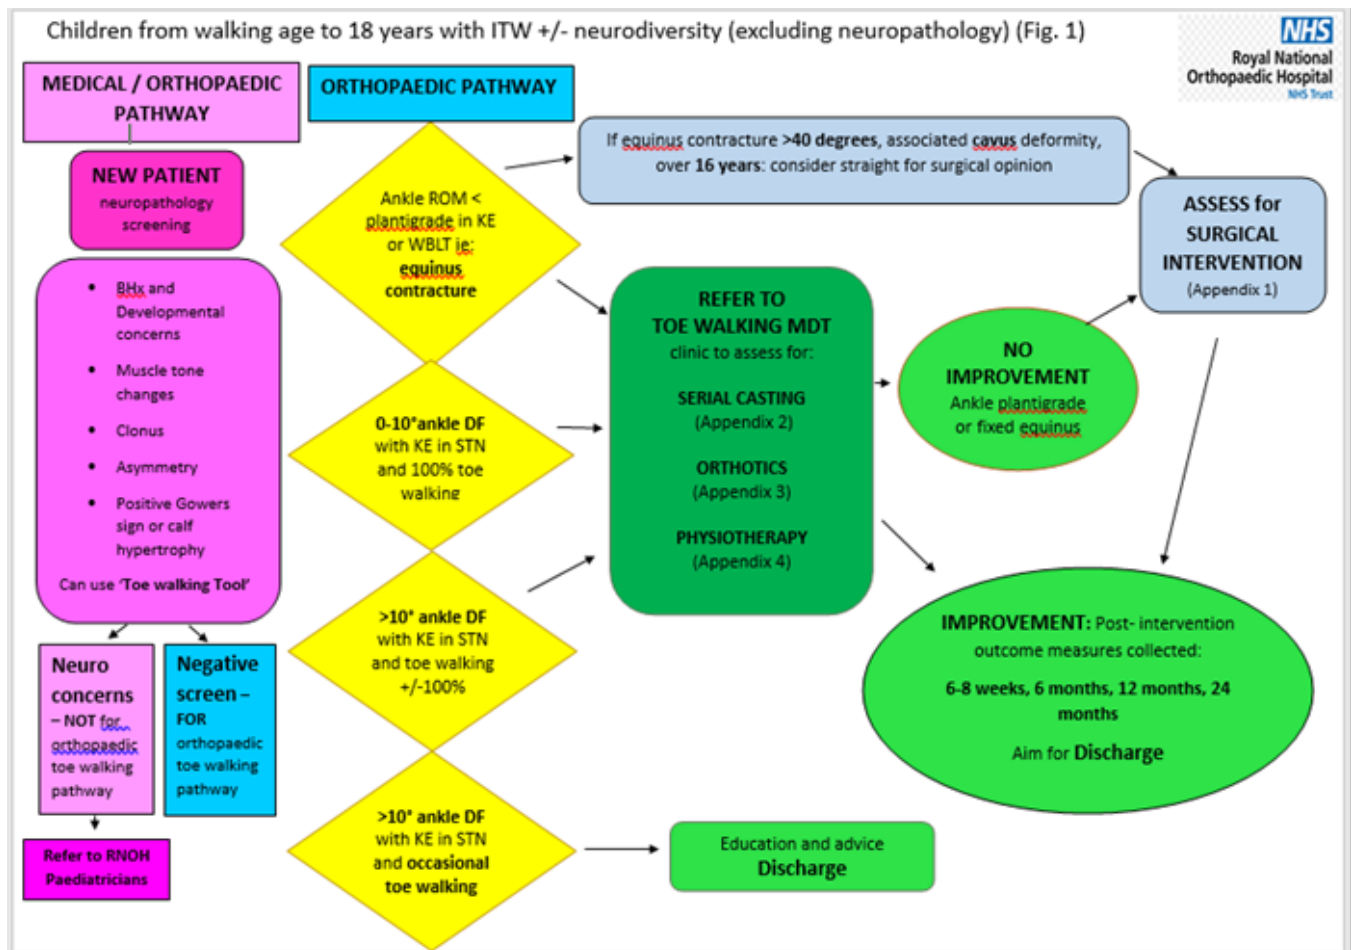 Children from walking age to 18 years with ITW +/- neurodiversity (excluding neuropathology) (Fig. 1)
NHS
Royal National
Orthopaedic Hospital
NHS Trust
MEDICAL / ORTHOPAEDIC
PATHWAY
NEW PATIENT
neuropathology
screening
• BHx and
Developmental
concerns
• Muscle tone
changes
• Clonus
• Asymmetry
• Positive Gowers
sign or calf
hypertrophy
Can use ‘Toe walking Tool’
Neuro
concerns
– NOT for
orthopaedic
toe walking
pathway
Negative
screen –
FOR
orthopaedic
toe walking
pathway
Refer to RNOH
Paediatricians
ORTHOPAEDIC PATHWAY
Ankle ROM <
plantigrade in KE
or WBLT ie:
equinus
contracture
0-10°ankle DF
with KE in STN
and 100% toe
walking
>10° ankle DF
with KE in STN
and toe walking
+/-100%
>10° ankle DF
with KE in STN
and occasional
toe walking
If equinus contracture >40 degrees, associated cavus deformity,
over 16 years: consider straight for surgical opinion
ASSESS for
SURGICAL
INTERVENTION
(Appendix 1)
REFER TO
TOE WALKING MDT
clinic to assess for:
SERIAL CASTING
(Appendix 2)
ORTHOTICS
(Appendix 3)
PHYSIOTHERAPY
(Appendix 4)
NO
IMPROVEMENT
Ankle plantigrade
or fixed equinus
IMPROVEMENT: Post- intervention
outcome measures collected:
6-8 weeks, 6 months, 12 months, 24
months
Aim for Discharge
Education and advice
Discharge